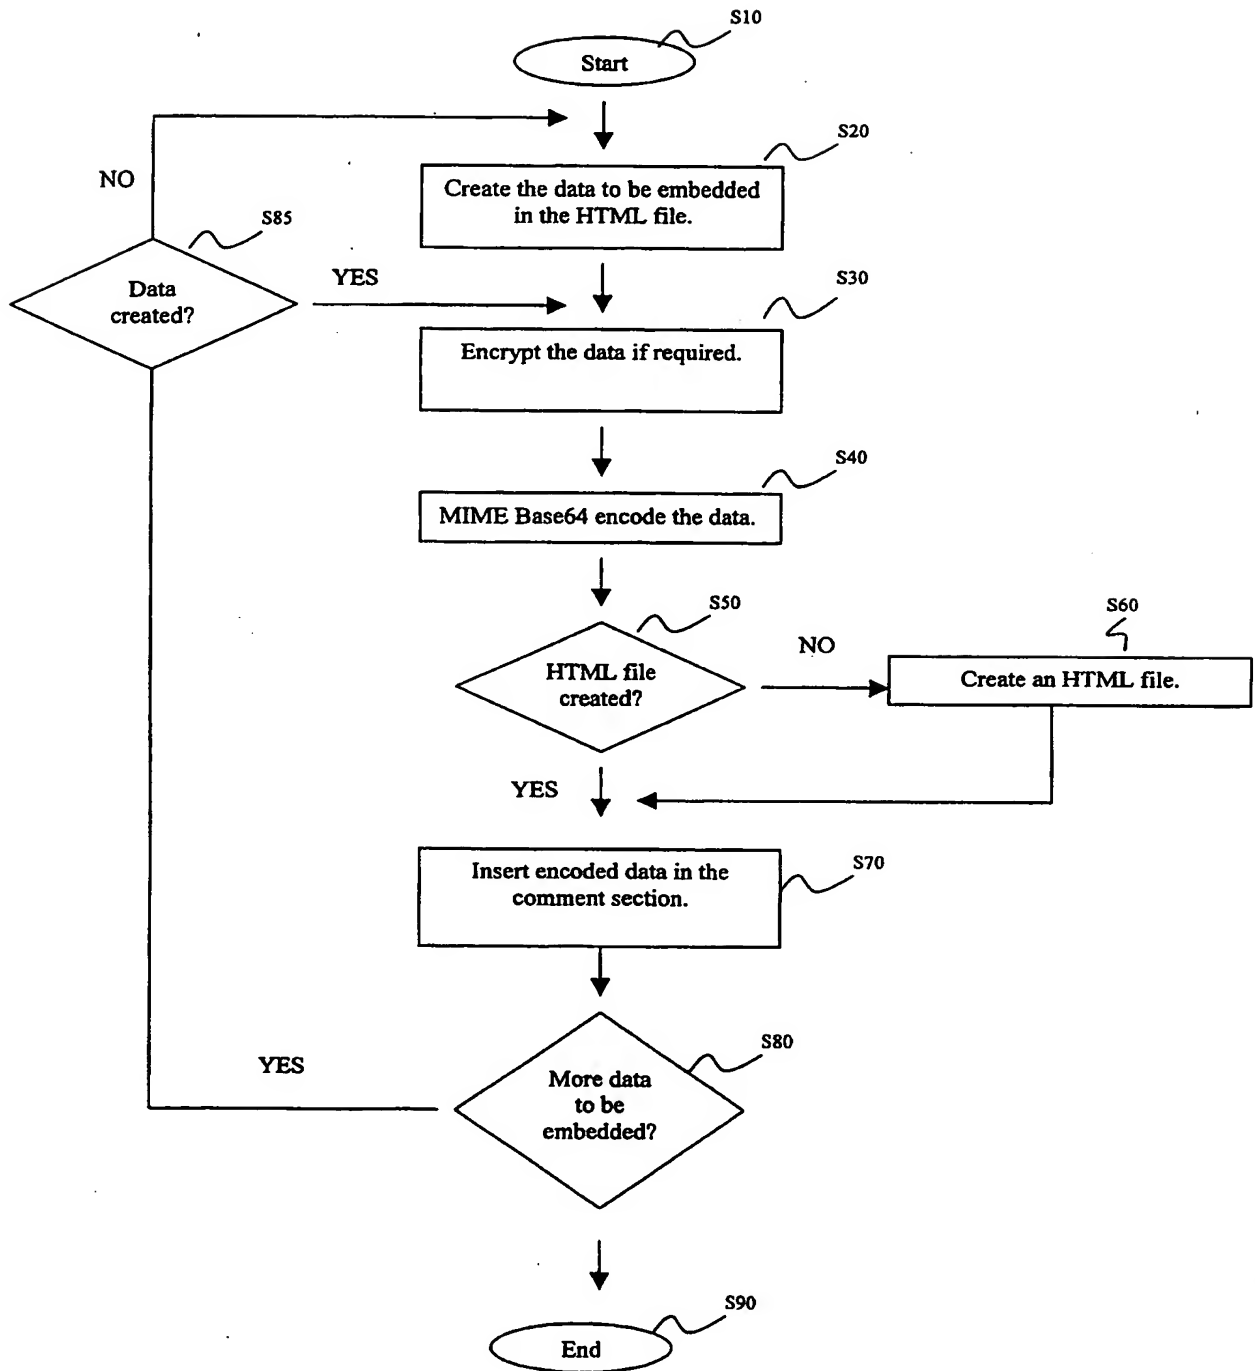 S10
Start
S20
Create the data to be embedded
in the HTML file.
NO
S85
Data
created?
YES
S30
Encrypt the data if required.
S40
MIME Base64 encode the data.
S50
HTML file
created?
NO
S60
Create an HTML file.
YES
S70
Insert encoded data in the
comment section.
S80
More data
to be
embedded?
YES
S90
End